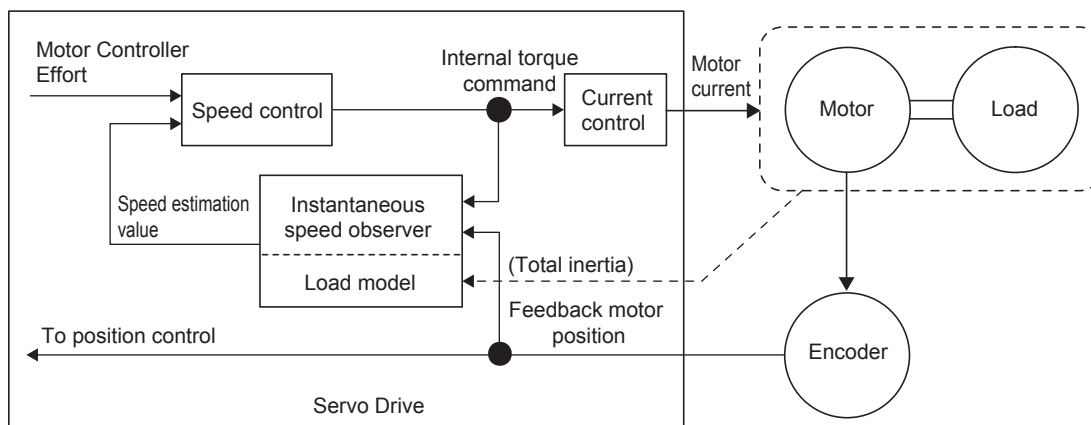 Motor Controller
Effort
Internal torque
command
Motor
current
Speed control
Current
control
Motor
Load
Speed estimation
value
Instantaneous
speed observer
Load model
(Total inertia)
Feedback motor
position
To position control
Encoder
Servo Drive